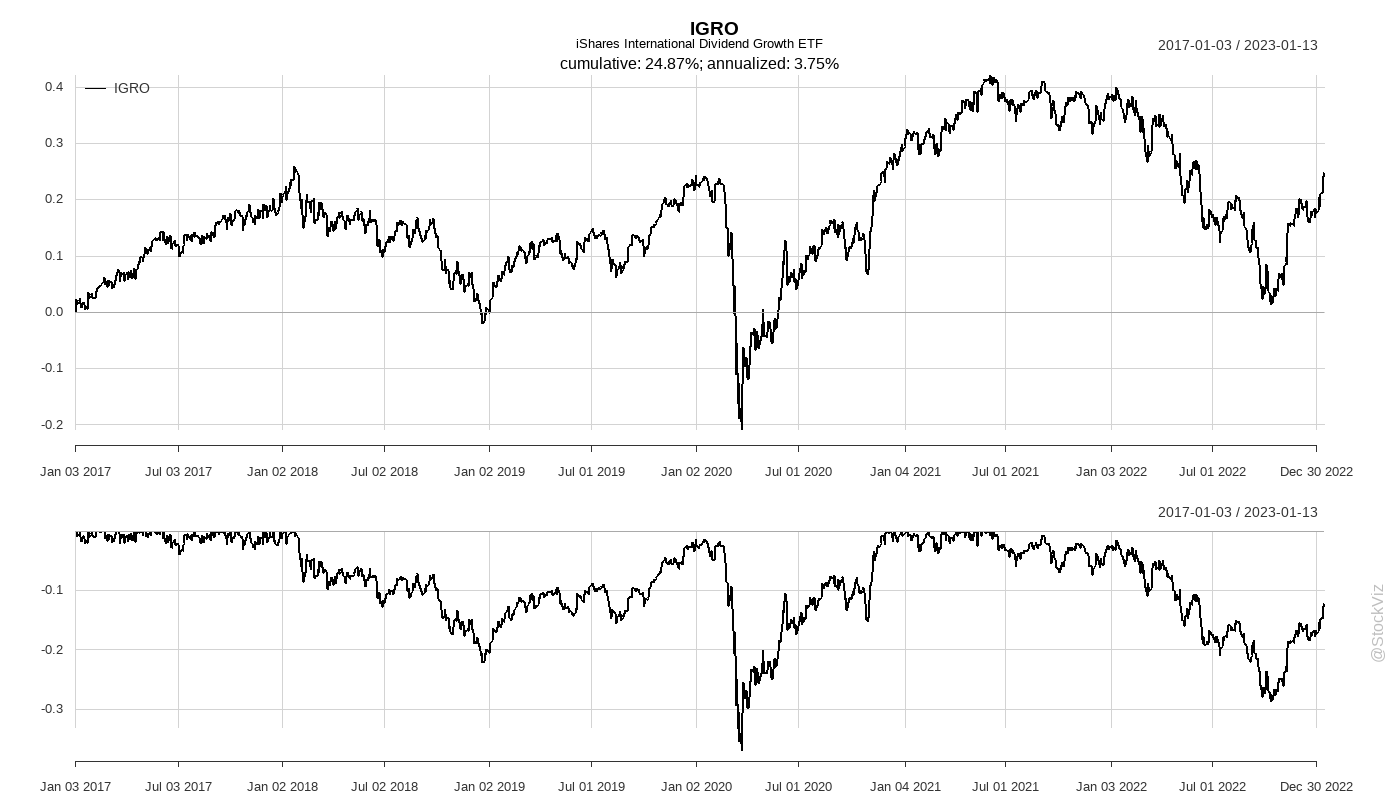 IGRO
iShares International Dividend Growth ETF
2017-01-03 / 2023-01-13
cumulative: 24.87%; annualized: 3.75%
IGRO
0.4
0.3
0.2
0.1
0.0
-0.1
-0.2
Jan 03 2017 Jul 03 2017 Jan 02 2018 Jul 02 2018 Jan 02 2019 Jul 01 2019 Jan 02 2020 Jul 01 2020 Jan 04 2021 Jul 01 2021 Jan 03 2022 Jul 01 2022 Dec 30 2022
2017-01-03 / 2023-01-13
-0.1
-0.2
-0.3
Jan 03 2017 Jul 03 2017 Jan 02 2018 Jul 02 2018 Jan 02 2019 Jul 01 2019 Jan 02 2020 Jul 01 2020 Jan 04 2021 Jul 01 2021 Jan 03 2022 Jul 01 2022 Dec 30 2022
@StockViz